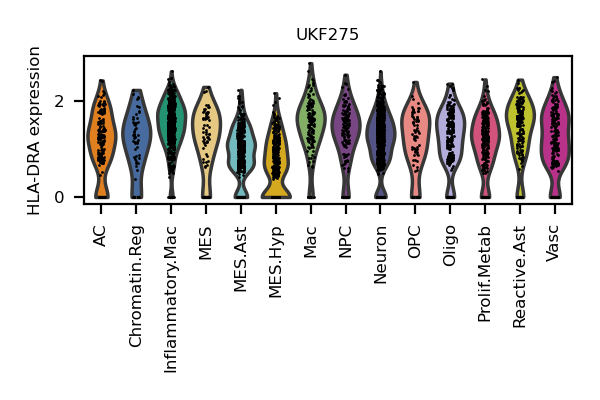 UKF275
HLA-DRA expression
2
0
AC
Chromatin.Reg
Inflammatory.Mac
MES
MES.Ast
MES.Hyp
Mac
NPC
Neuron
OPC
Oligo
Prolif.Metab
Reactive.Ast
Vasc